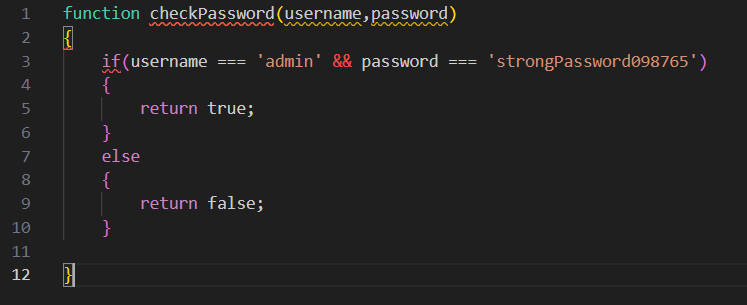 1 function checkPassword(username,password)
2 {
3 if(username === 'admin' && password === 'strongPassword098765')
4 {
5 return true;
6 }
7 else
8 {
9 return false;
10 }
11
12 }